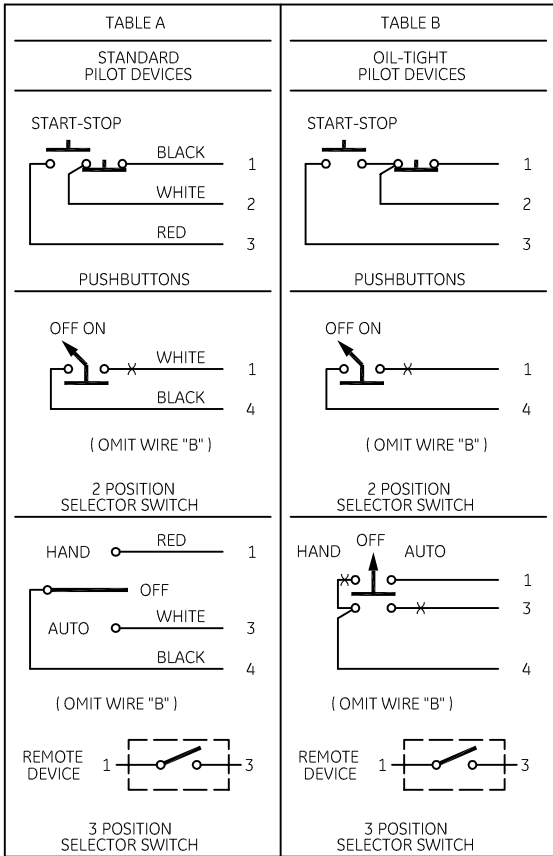 TABLE A
STANDARD
PILOT DEVICES
START-STOP
BLACK 1
WHITE 2
RED 3
PUSHBUTTONS
OFF ON
WHITE 1
BLACK 4
( OMIT WIRE "B" )
2 POSITION
SELECTOR SWITCH
HAND RED 1
OFF
AUTO WHITE 3
BLACK 4
( OMIT WIRE "B" )
REMOTE
DEVICE 1 3
3 POSITION
SELECTOR SWITCH
TABLE B
OIL-TIGHT
PILOT DEVICES
START-STOP
1
2
3
PUSHBUTTONS
OFF ON
1
4
( OMIT WIRE "B" )
2 POSITION
SELECTOR SWITCH
HAND OFF AUTO
1
3
4
( OMIT WIRE "B" )
REMOTE
DEVICE 1 3
3 POSITION
SELECTOR SWITCH